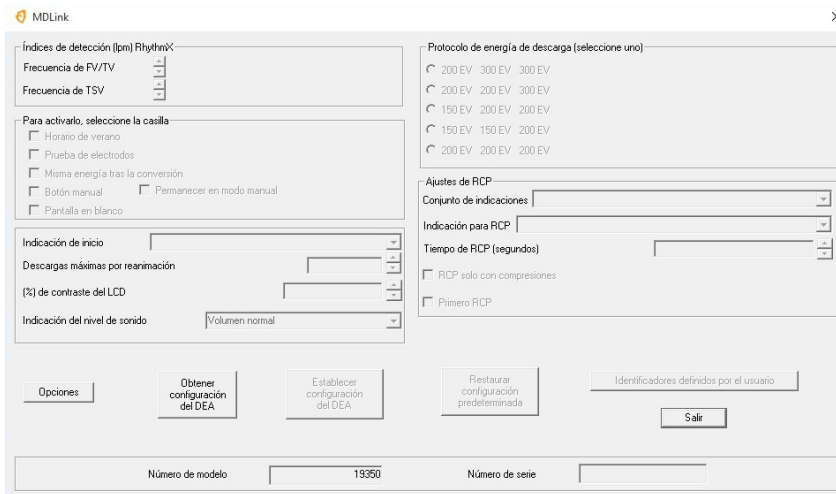 MDLink
Índices de detección (lpm) RhythmX
Frecuencia de FV/TV
Frecuencia de TSV
Para activarlo, seleccione la casilla
Horario de verano
Prueba de electrodos
Misma energía tras la conversión
Botón manual
Permanecer en modo manual
Pantalla en blanco
Indicación de inicio
Descargas máximas por reanimación
(%) de contraste del LCD
Indicación del nivel de sonido
Volumen normal
Protocolo de energía de descarga (seleccione uno)
200 EV 300 EV 300 EV
200 EV 200 EV 300 EV
150 EV 200 EV 200 EV
150 EV 150 EV 200 EV
200 EV 200 EV 200 EV
Ajustes de RCP
Conjunto de indicaciones
Indicación para RCP
Tiempo de RCP (segundos)
RCP solo con compresiones
Primero RCP
Opciones
Obtener
configuración
del DEA
Establecer
configuración
del DEA
Restaurar
configuración
predeterminada
Identificadores definidos por el usuario
Salir
Número de modelo
19350
Número de serie